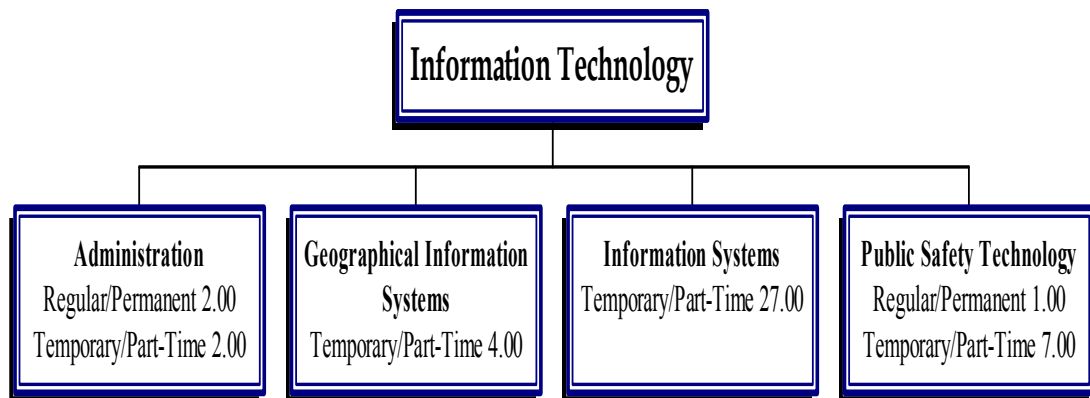 Information Technology
Administration
Regular/Permanent 2.00
Temporary/Part-Time 2.00
Geographical Information
Systems
Temporary/Part-Time 4.00
Information Systems
Temporary/Part-Time 27.00
Public Safety Technology
Regular/Permanent 1.00
Temporary/Part-Time 7.00